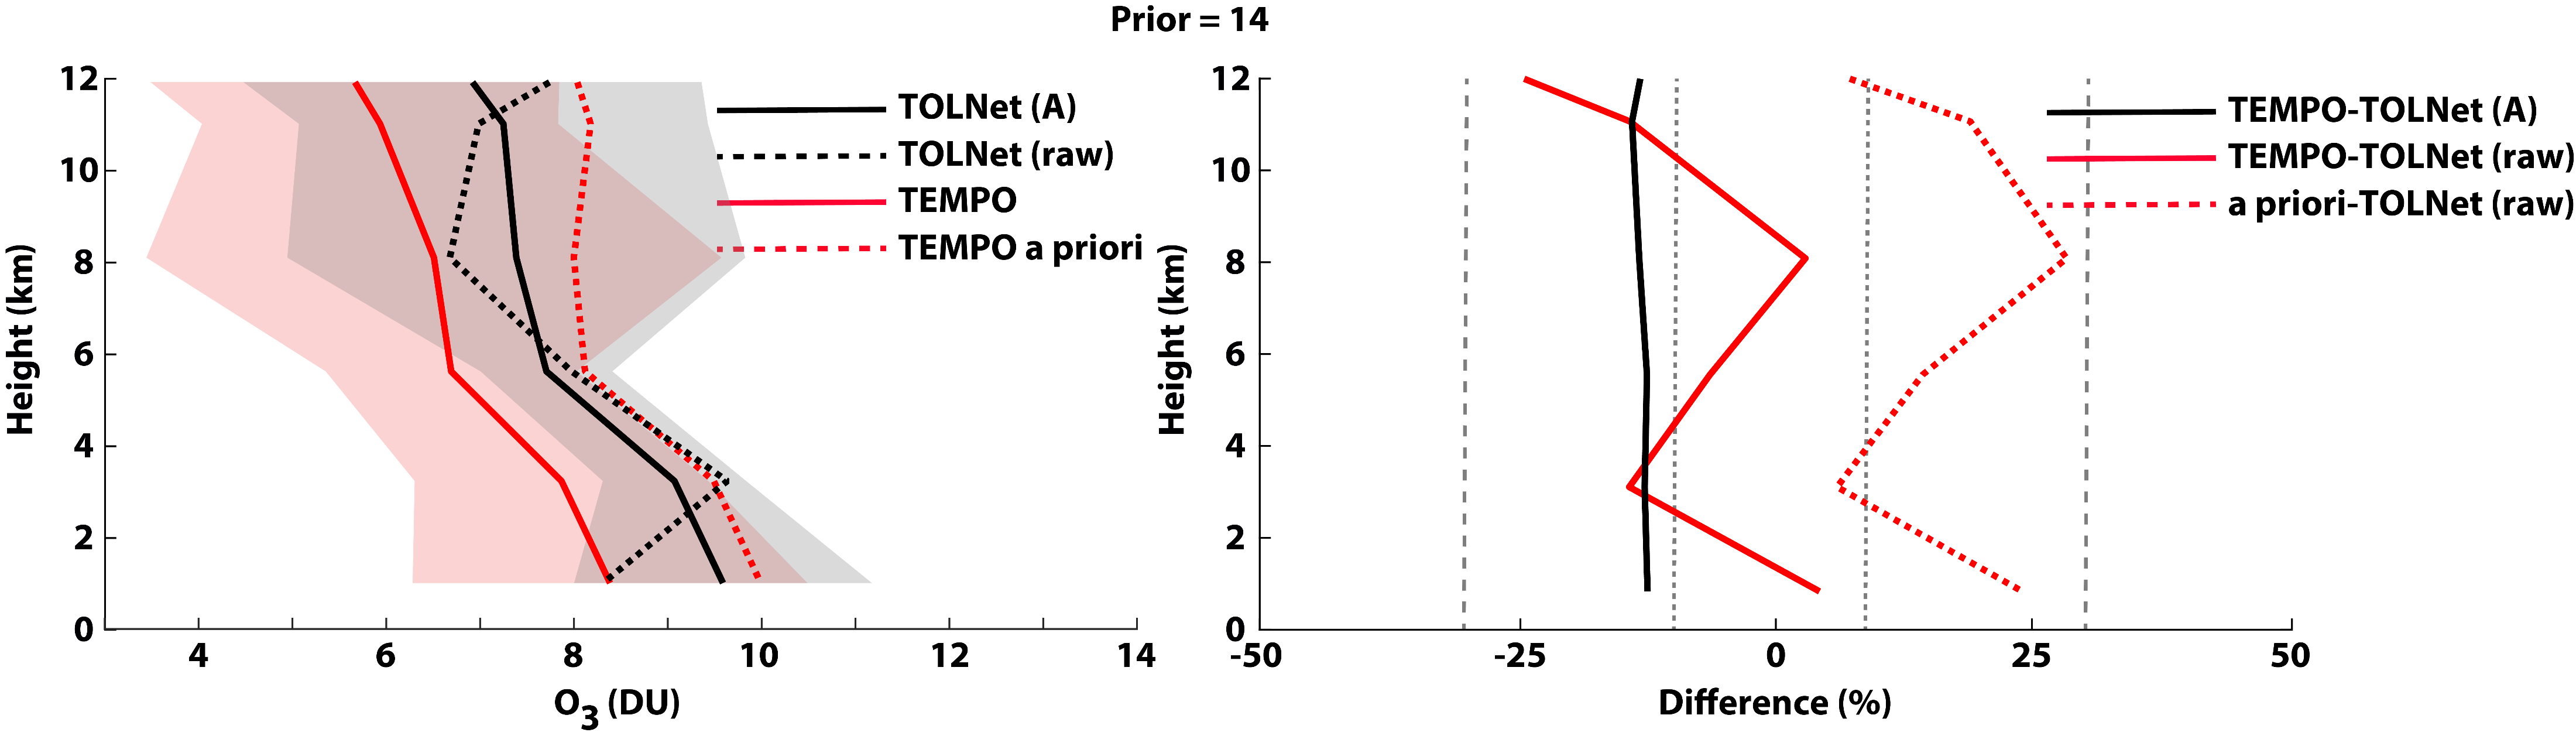 Prior = 14
12
10
8
6
4
2
0
Height (km)
4
6
8
10
12
14
O3 (DU)
TOLNet (A)
TOLNet (raw)
TEMPO
TEMPO a priori
12
10
8
6
4
2
0
Height (km)
-50
-25
0
25
50
Difference (%)
TEMPO-TOLNet (A)
TEMPO-TOLNet (raw)
a priori-TOLNet (raw)